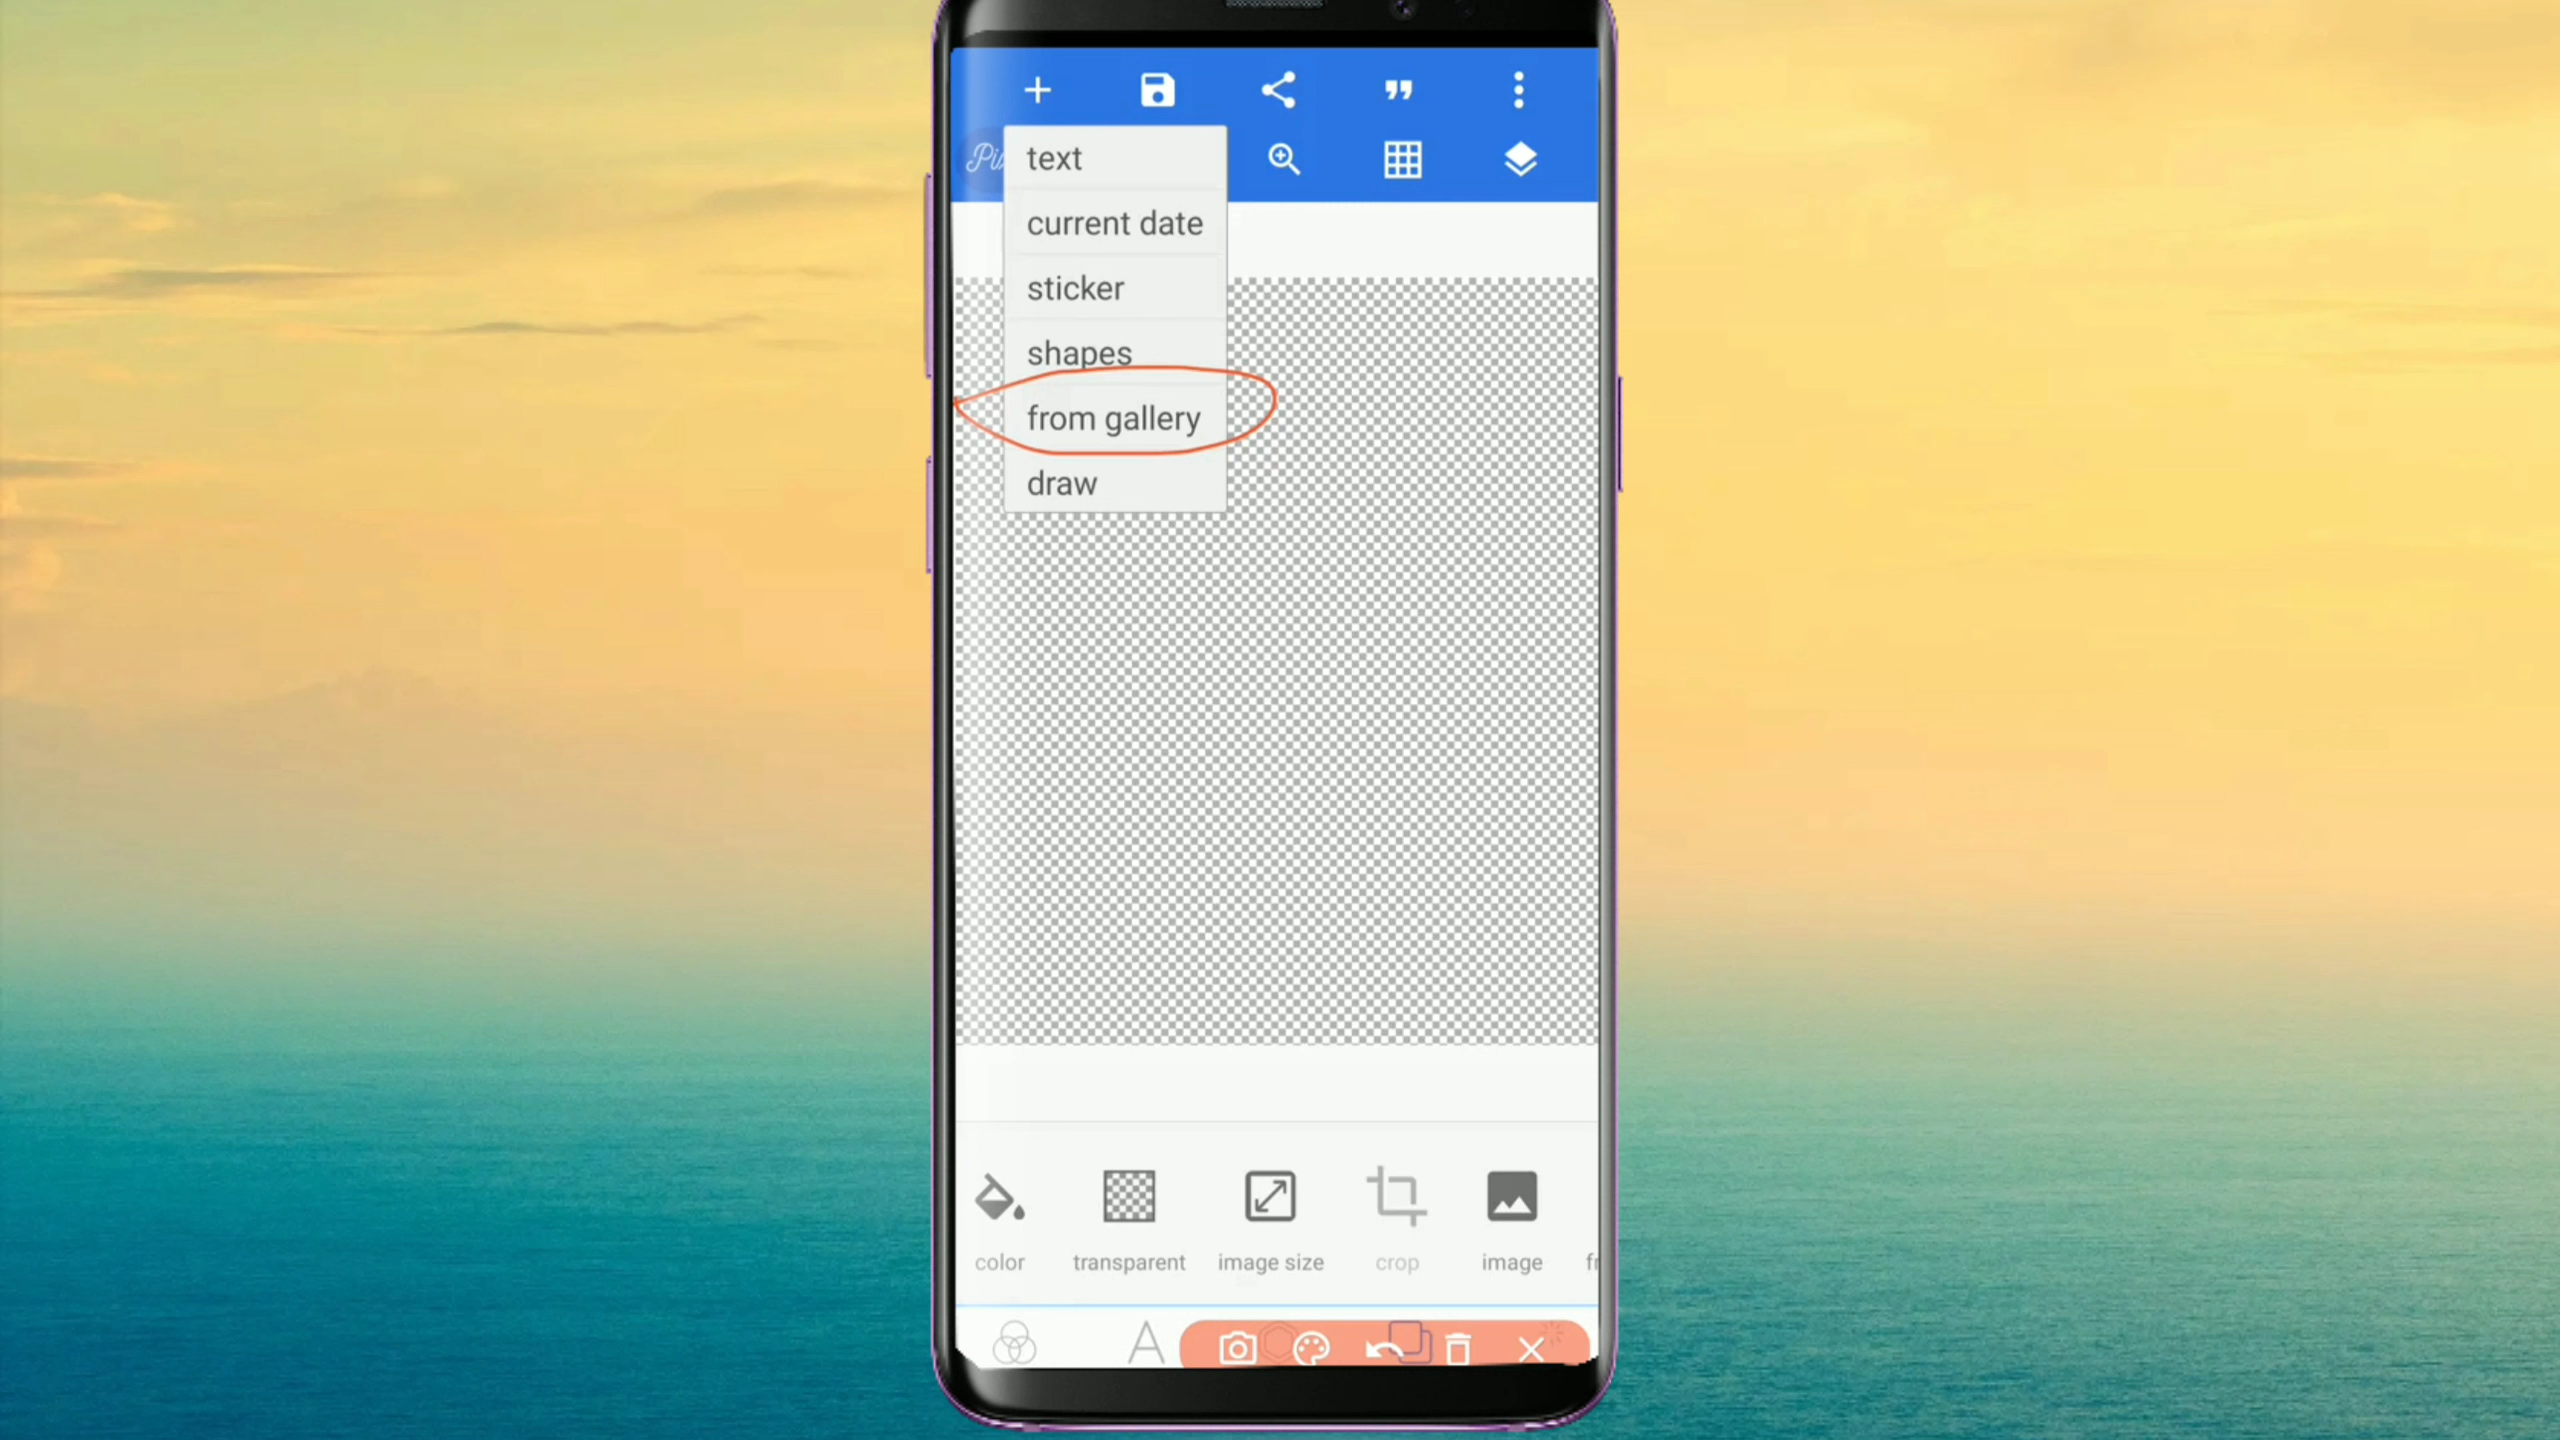 text
current date
sticker
shapes
from gallery
draw
color
transparent
image size
crop
image